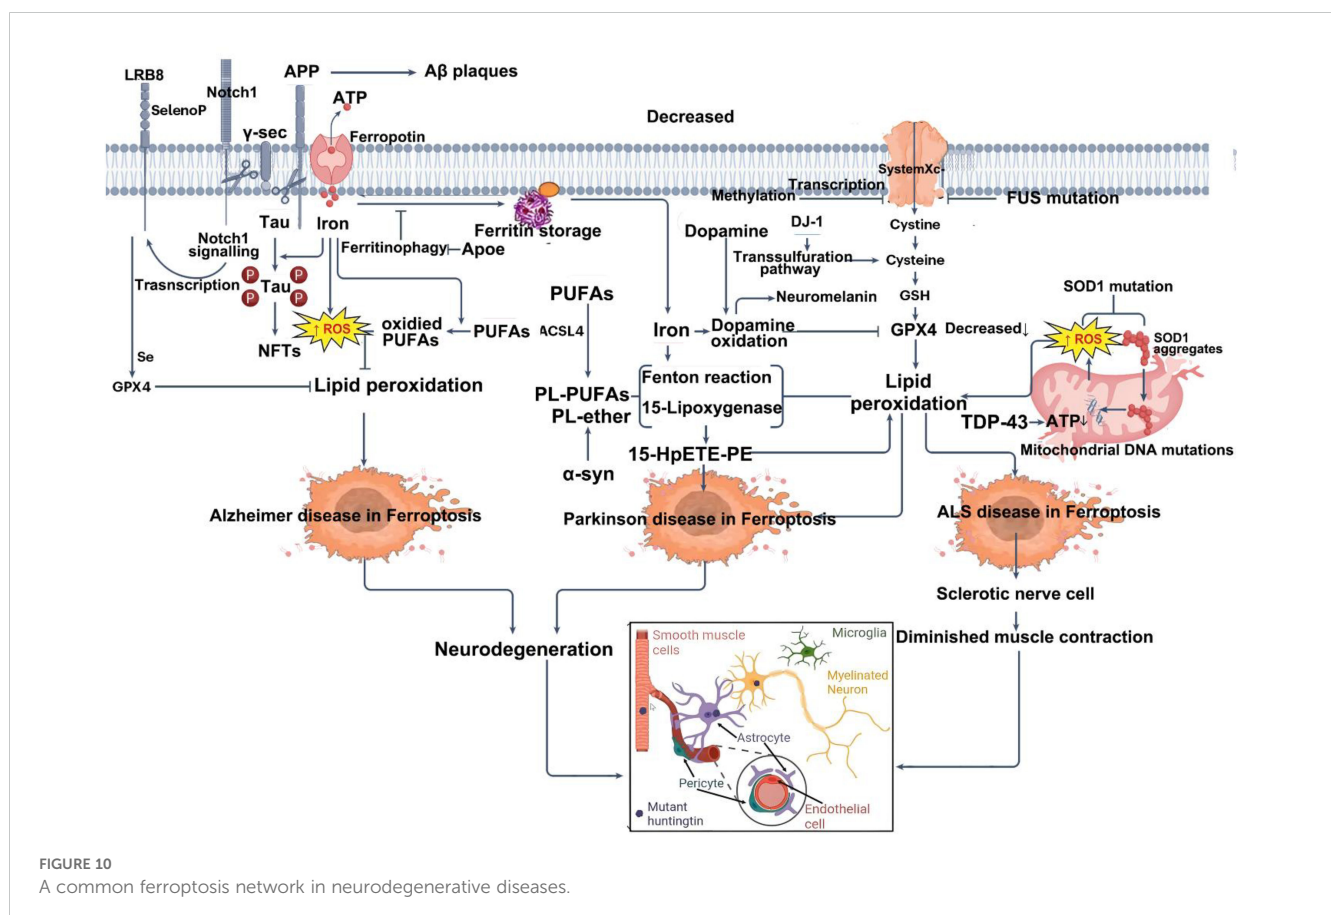 LRB8
SelenoP
Notch1
APP
Aβ plaques
ATP
γ-sec
Ferropotin
Decreased
SystemXc-
Transcription
Methylation
FUS mutation
Tau
Iron
Ferritin storage
Ferritinophagy
Apoe
Notch1
signalling
Trasnscription
P
P
Tau
P
P
NFTs
↑ ROS
oxidied
PUFAs
PUFAs
Se
GPX4
Lipid peroxidation
Dopamine
DJ-1
Transsulfuration
pathway
Cystine
Cysteine
GSH
GPX4
Decreased↓
Neuromelanin
PUFAs
ACSL4
Iron
Dopamine
oxidation
PL-PUFAs
PL-ether
Fenton reaction
15-Lipoxygenase
15-HpETE-PE
α-syn
Lipid
peroxidation
SOD1 mutation
↑ ROS
SOD1
aggregates
TDP-43
ATP↓
Mitochondrial DNA mutations
Alzheimer disease in Ferroptosis
Parkinson disease in Ferroptosis
ALS disease in Ferroptosis
Sclerotic nerve cell
Diminished muscle contraction
Neurodegeneration
Smooth muscle
cells
Microglia
Myelinated
Neuron
Astrocyte
Pericyte
Mutant
huntingtin
Endothelial
cell
FIGURE 10
A common ferroptosis network in neurodegenerative diseases.